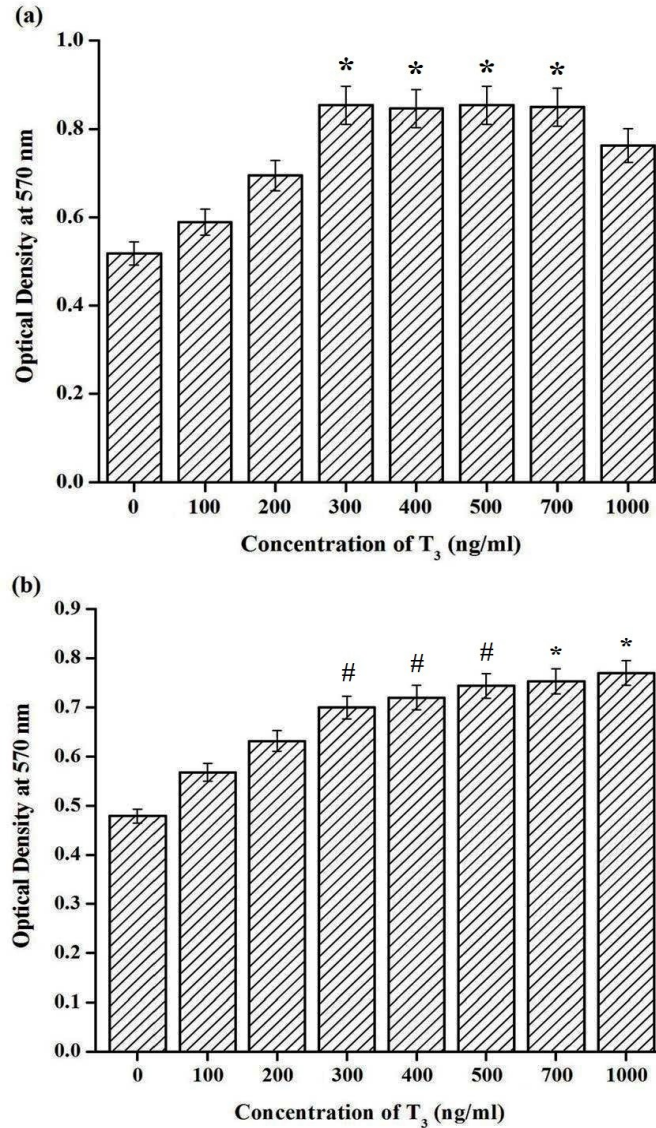 (a)
1.0
* * * *
0.8
0.6
0.4
0.2
0.0
Optical Density at 570 nm
0 100 200 300 400 500 700 1000
Concentration of T3 (ng/ml)
(b)
0.9
0.8
# # # * *
0.7
0.6
0.5
0.4
0.3
0.2
0.1
0.0
Optical Density at 570 nm
0 100 200 300 400 500 700 1000
Concentration of T3 (ng/ml)